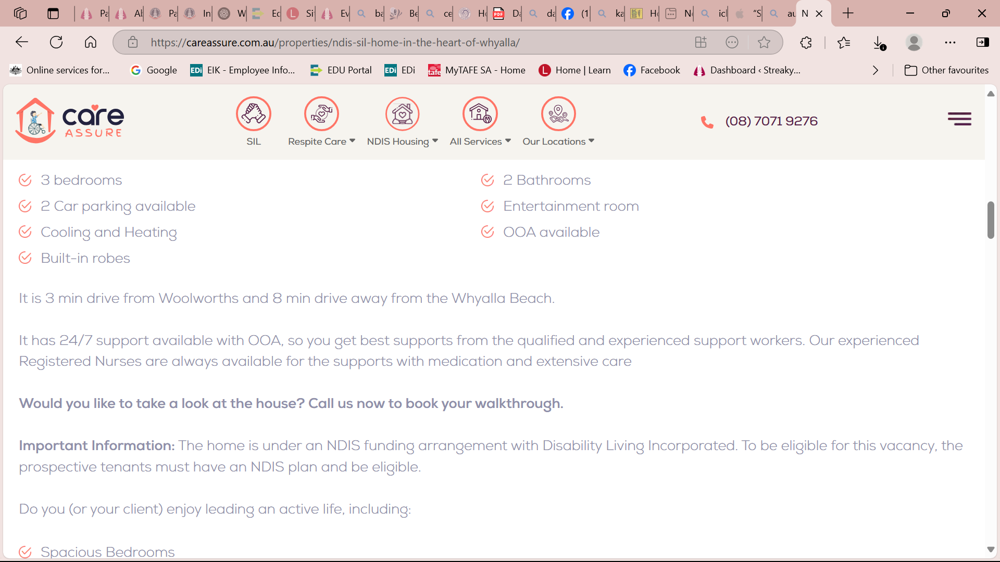 Pa
Al
Pa
In
W
Ec
Si
Ev
ba
Be
ce
Ho
PDF
Da
da
(1
ka
He
No
icl
"S
au
N
https://careassure.com.au/properties/ndis-sil-home-in-the-heart-of-whyalla/
Online services for...
Google
EDi EIK - Employee Info...
EDU Portal
EDi EDi
tafe MyTAFE SA - Home
L Home | Learn
Facebook
Dashboard ‹ Streaky...
Other favourites
care
ASSURE
SIL
Respite Care
NDIS Housing
All Services
Our Locations
(08) 7071 9276
3 bedrooms
2 Bathrooms
2 Car parking available
Entertainment room
Cooling and Heating
OOA available
Built-in robes
It is 3 min drive from Woolworths and 8 min drive away from the Whyalla Beach.
It has 24/7 support available with OOA, so you get best supports from the qualified and experienced support workers. Our experienced
Registered Nurses are always available for the supports with medication and extensive care
Would you like to take a look at the house? Call us now to book your walkthrough.
Important Information: The home is under an NDIS funding arrangement with Disability Living Incorporated. To be eligible for this vacancy, the
prospective tenants must have an NDIS plan and be eligible.
Do you (or your client) enjoy leading an active life, including:
Spacious Bedrooms